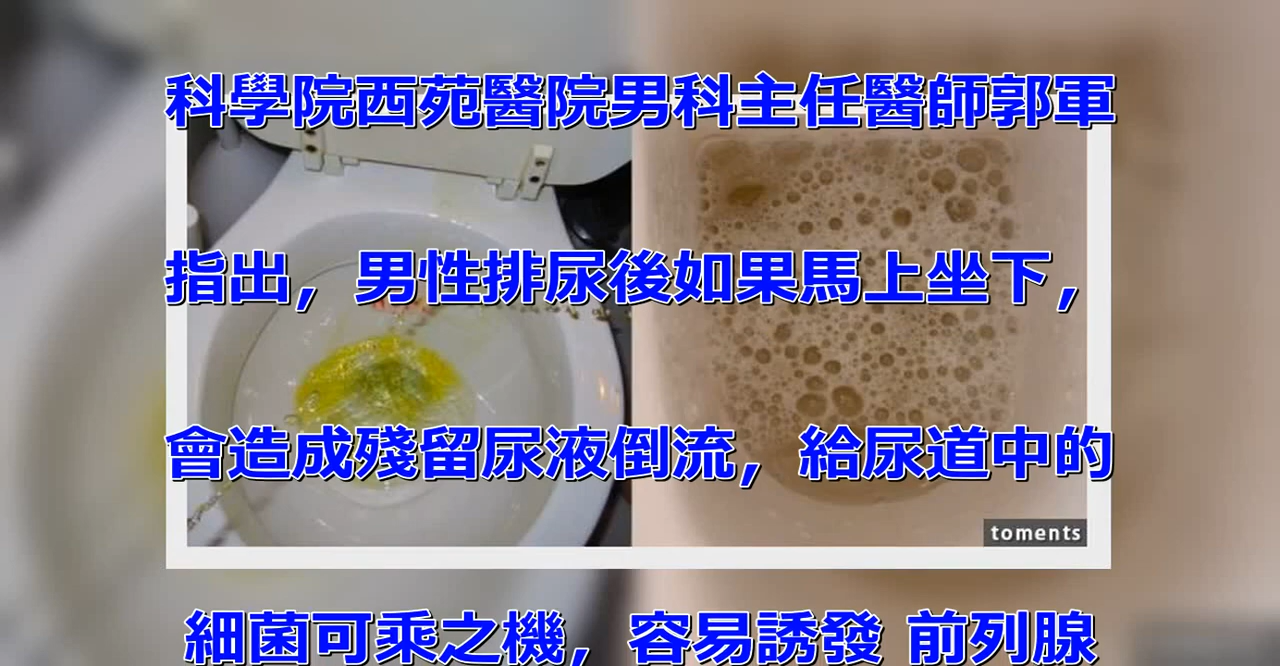 科學院西苑醫院男科主任醫師郭軍
指出，男性排尿後如果馬上坐下，
會造成殘留尿液倒流，給尿道中的
toments
細菌可乘之機，容易誘發 前列腺